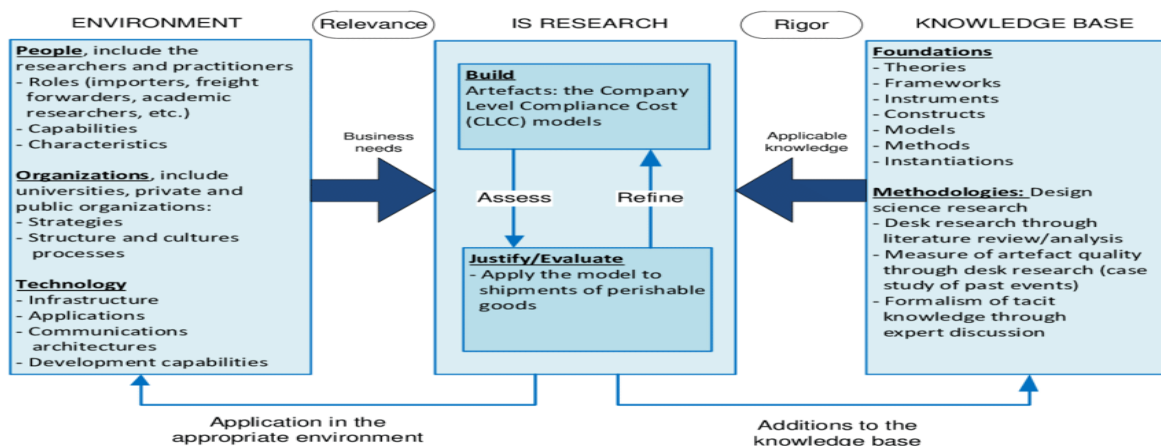 ENVIRONMENT
Relevance
IS RESEARCH
Rigor
KNOWLEDGE BASE
People, include the
researchers and practitioners
- Roles (importers, freight
forwarders, academic
researchers, etc.)
- Capabilities
- Characteristics
Organizations, include
universities, private and
public organizations:
- Strategies
- Structure and cultures
processes
Technology
- Infrastructure
- Applications
- Communications
architectures
- Development capabilities
Business
needs
Build
Artefacts: the Company
Level Compliance Cost
(CLCC) models
Assess
Refine
Justify/Evaluate
- Apply the model to
shipments of perishable
goods
Applicable
knowledge
Foundations
- Theories
- Frameworks
- Instruments
- Constructs
- Models
- Methods
- Instantiations
Methodologies: Design
science research
- Desk research through
literature review/analysis
- Measure of artefact quality
through desk research (case
study of past events)
- Formalism of tacit
knowledge through
expert discussion
Application in the
appropriate environment
Additions to the
knowledge base